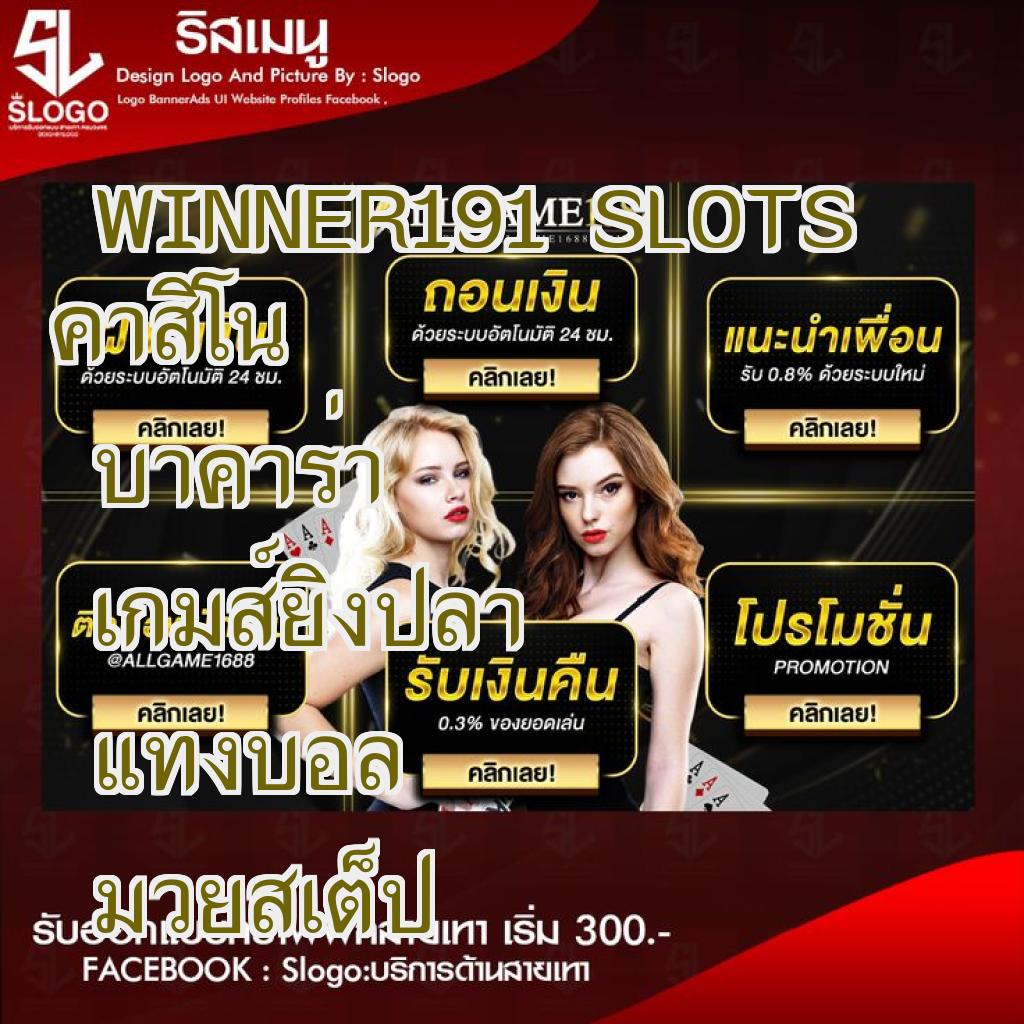 SLOGO
ริสเมนู
Design Logo And Picture By : Slogo
Logo BannerAds UI Website Profiles Facebook .
WINNER191 SLOTS
คาสิโน
ด้วยระบบอัตโนมัติ 24 ชม.
คลิกเลย!
ถอนเงิน
ด้วยระบบอัตโนมัติ 24 ชม.
คลิกเลย!
แนะนำเพื่อน
รับ 0.8% ด้วยระบบใหม่
คลิกเลย!
บาคาร่า
เกมส์ยิงปลา
@ALLGAME1688
คลิกเลย!
รับเงินคืน
0.3% ของยอดเล่น
คลิกเลย!
โปรโมชั่น
PROMOTION
คลิกเลย!
แทงบอล
มวยสเต็ป
เริ่ม 300.-
FACEBOOK : Slogo:บริการด้านสายเทา